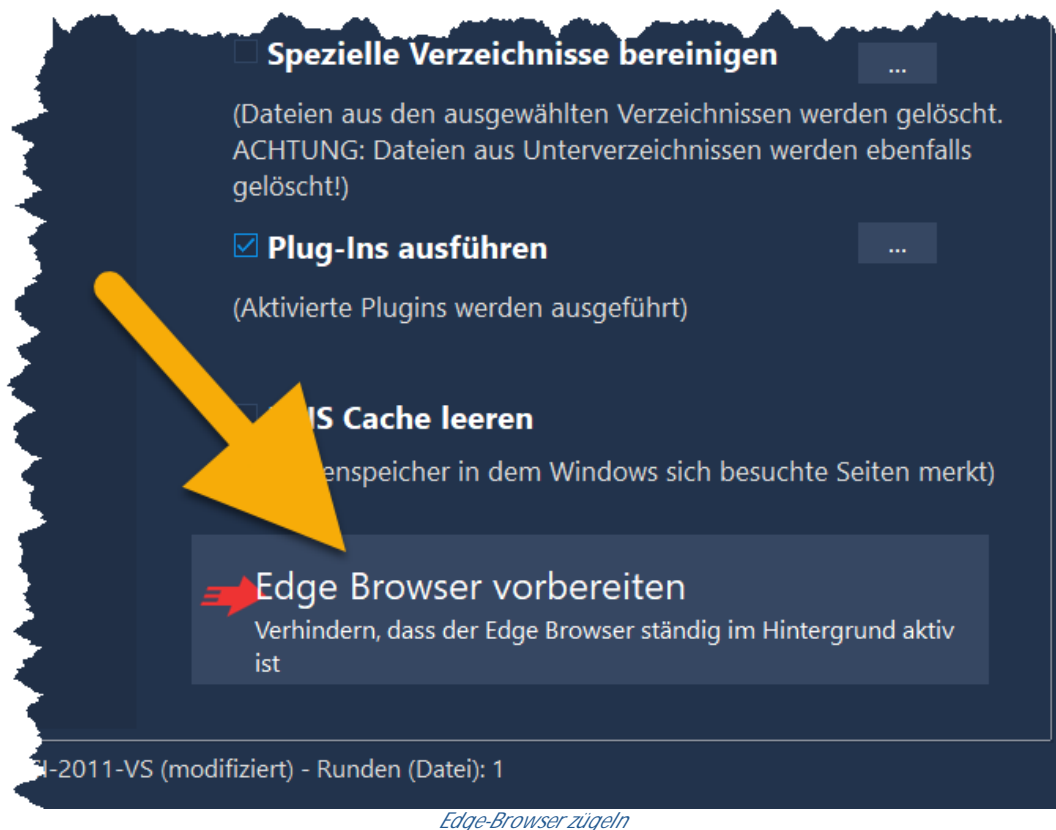 Spezielle Verzeichnisse bereinigen
...
(Dateien aus den ausgewählten Verzeichnissen werden gelöscht.
ACHTUNG: Dateien aus Unterverzeichnissen werden ebenfalls
gelöscht!)
Plug-Ins ausführen
...
(Aktivierte Plugins werden ausgeführt)
Cache leeren
in dem Windows sich besuchte Seiten merkt)
Edge Browser vorbereiten
Verhindern, dass der Edge Browser ständig im Hintergrund aktiv
ist
-2011-VS (modifiziert) - Runden (Datei): 1
Edge-Browser zügeln